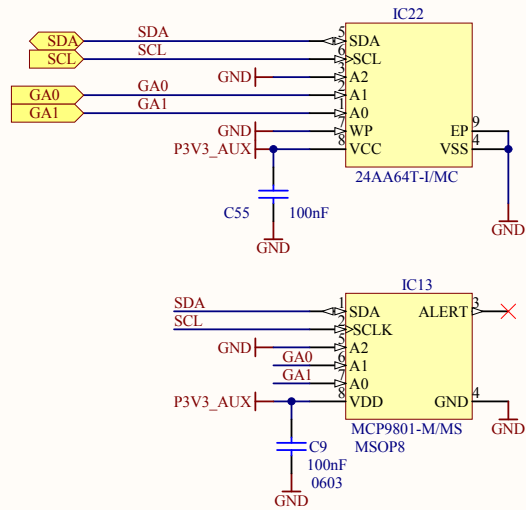 IC22
SDA SDA 5 SDA
SCL SCL 6 SCL
GND 3 A2
GA0 GA0 2 A1
GA1 GA1 1 A0
GND 7 WP EP 9
P3V3_AUX 8 VCC VSS 4
24AA64T-I/MC
C55 100nF
GND
GND
IC13
SDA 1 SDA ALERT 3
SCL 2 SCLK
GND 5 A2
GA0 6 A1
GA1 7 A0
P3V3_AUX 8 VDD GND 4
GND
MCP9801-M/MS
MSOP8
C9
100nF
0603
GND